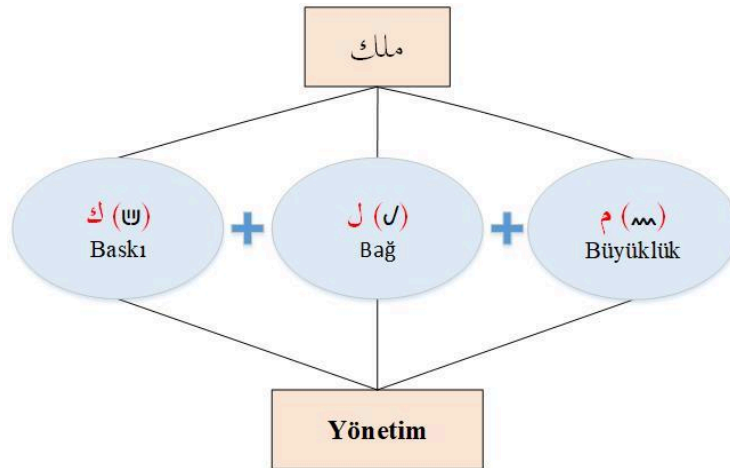 ملك
ك ()
Baskı
+
ل ()
Bağ
+
م ()
Büyüklük
Yönetim